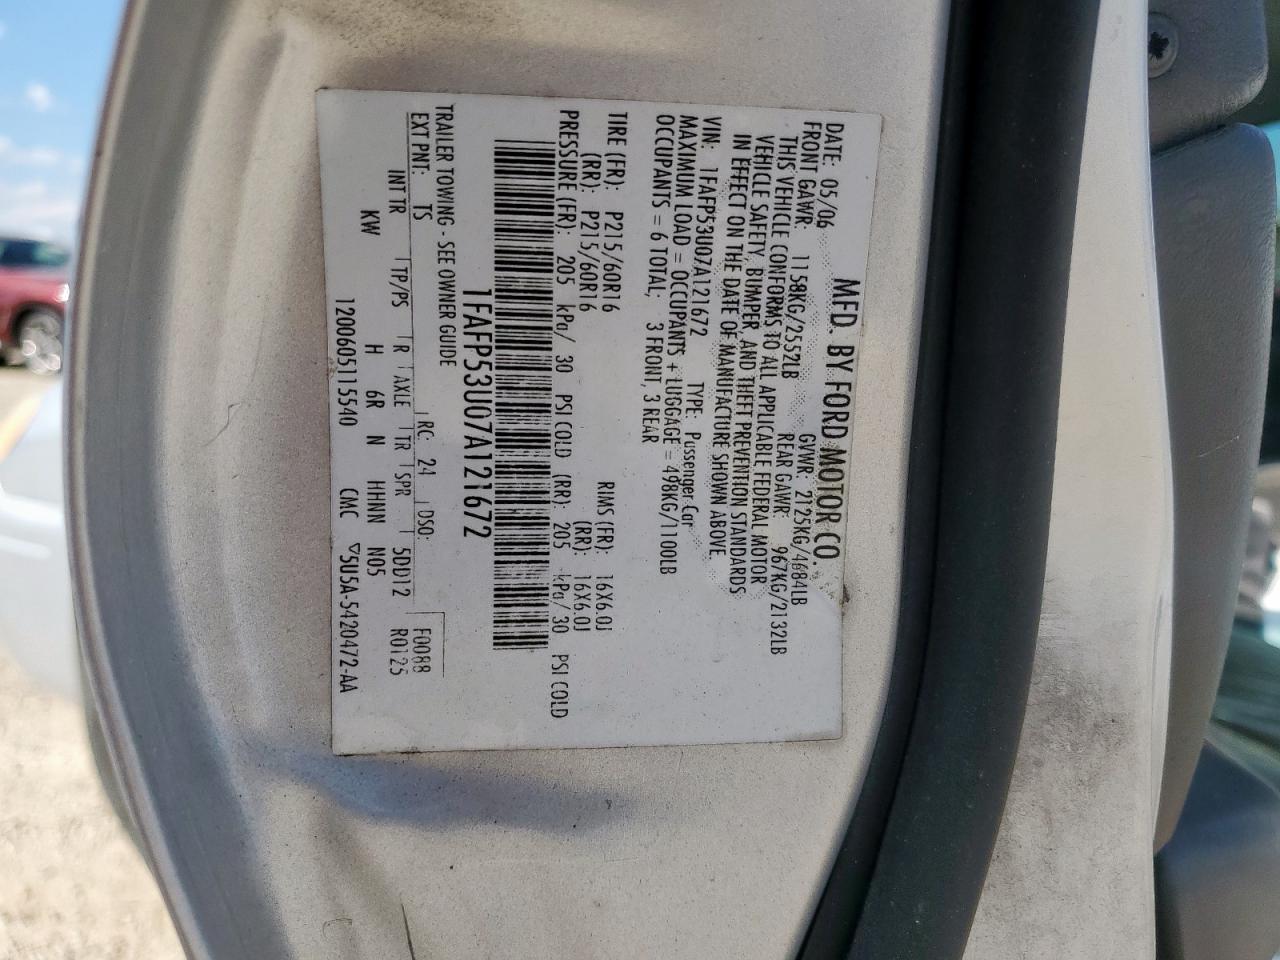 MFD. BY FORD MOTOR CO.
DATE: 05/06 GVWR: 2125KG/4684LB
FRONT GAWR: 1158KG/2552LB REAR GAWR: 967KG/2132LB
THIS VEHICLE CONFORMS TO ALL APPLICABLE FEDERAL MOTOR
VEHICLE SAFETY, BUMPER, AND THEFT PREVENTION STANDARDS
IN EFFECT ON THE DATE OF MANUFACTURE SHOWN ABOVE.
VIN: 1FAFP53U07A121672 TYPE: Passenger Car
MAXIMUM LOAD = OCCUPANTS + LUGGAGE = 498KG/1100LB
OCCUPANTS = 6 TOTAL; 3 FRONT, 3 REAR
TIRE (FR): P215/60R16 RIMS (FR): 16X6.0J
(RR): P215/60R16 (RR): 16X6.0J
PRESSURE (FR): 205 kPa/ 30 PSI COLD (RR): 205 kPa/ 30 PSI COLD
1FAFP53U07A121672
TRAILER TOWING - SEE OWNER GUIDE
EXT PNT: TS RC: 24 DSO: F0088
INT TR TP/PS R AXLE TR SPR 5DD12 R0125
KW H 6R N HHNN N05
1200605115540 CMC ▽5U5A-5420472-AA